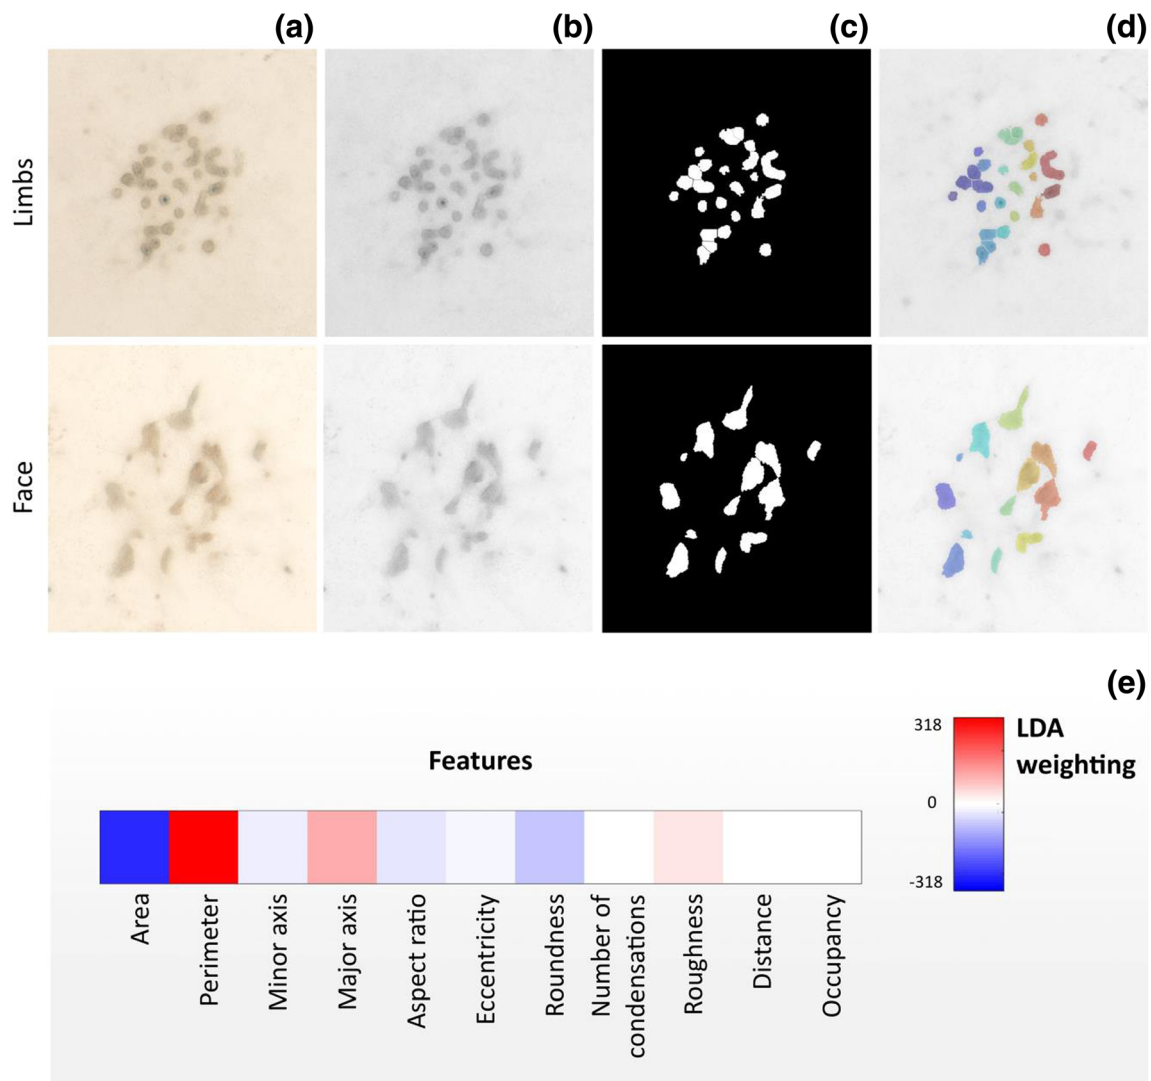 (a)
(b)
(c)
(d)
Limbs
Face
(e)
Features
318
0
-318
LDA
weighting
Area
Perimeter
Minor axis
Major axis
Aspect ratio
Eccentricity
Roundness
Number of
condensations
Roughness
Distance
Occupancy